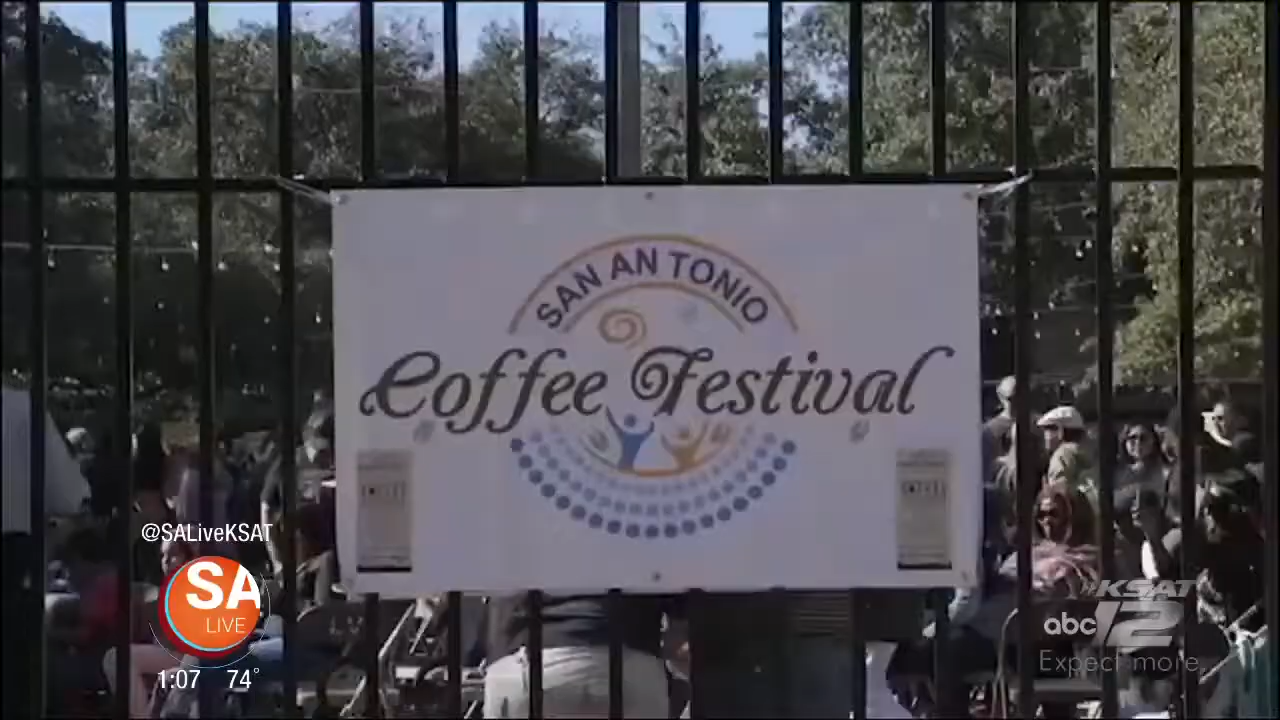 SAN ANTONIO
Coffee Festival
@SALiveKSAT
SA
LIVE
1:07 74°
KSAT
abc 12
Expect more.